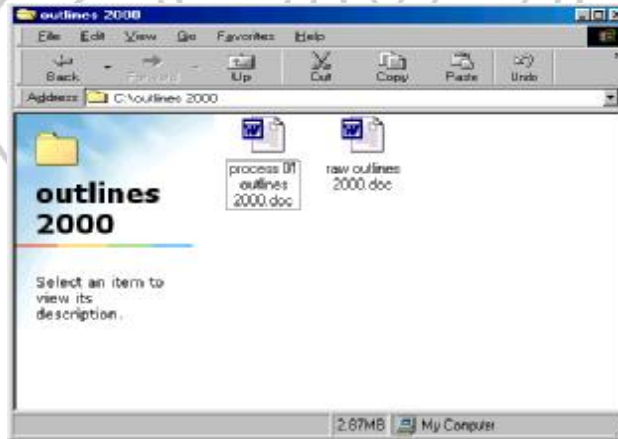 outlines 2000
File Edit View Go Favorites Help
Back Forward Up Cut Copy Paste Undo
Address C:\outlines 2000
process 01
outlines
2000.doc
raw outlines
2000.doc
outlines
2000
Select an item to
view its
description.
2.87MB My Computer